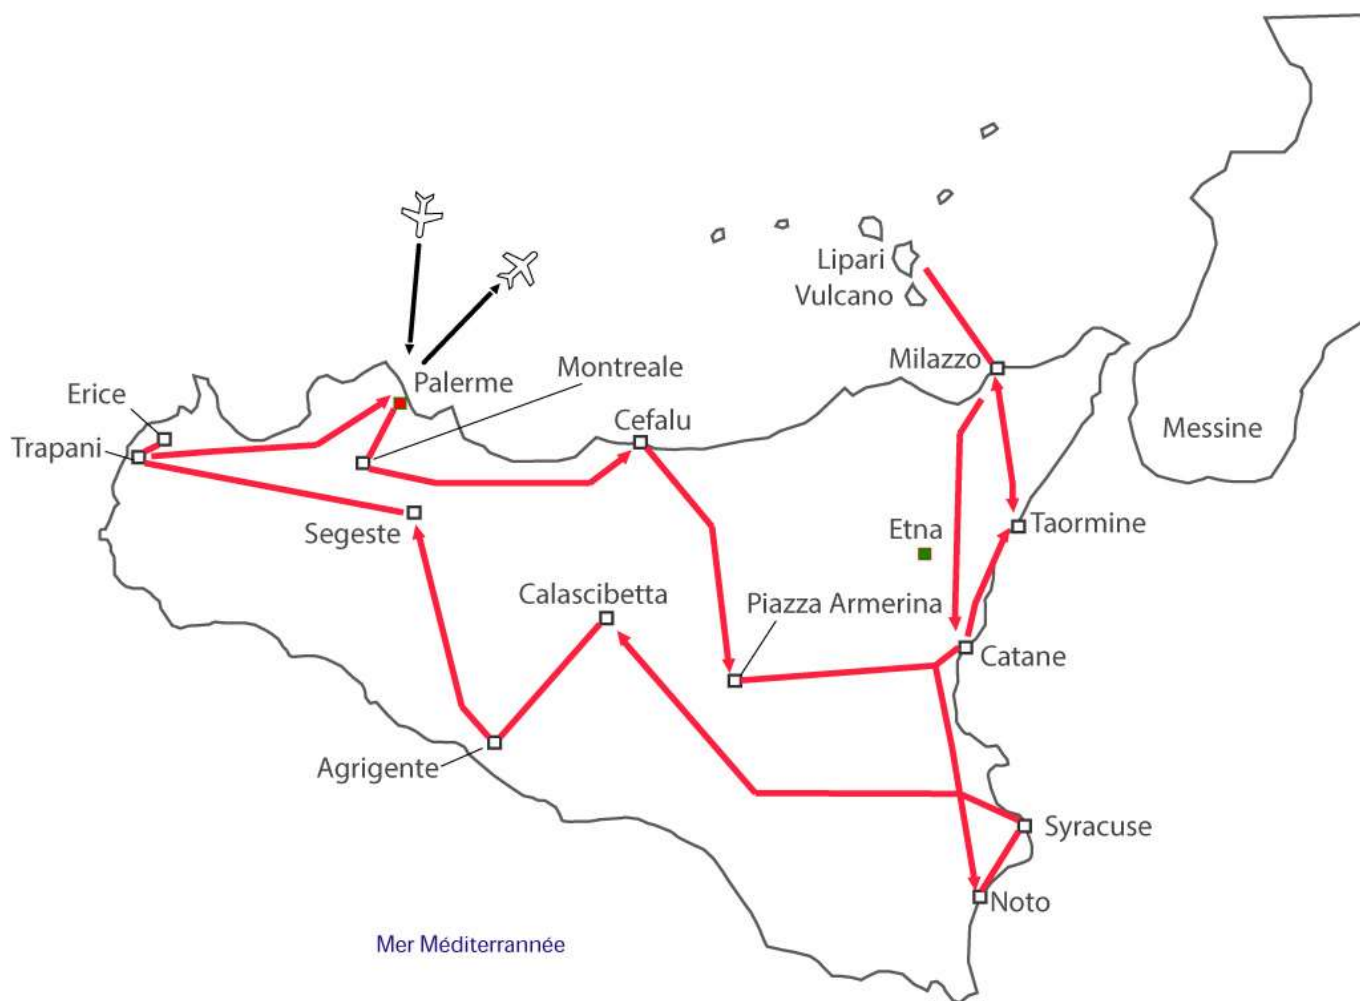 Lipari
Vulcano
Milazzo
Montreale
Palerme
Erice
Cefalu
Messine
Trapani
Segeste
Etna
Taormine
Calascibetta
Piazza Armerina
Catane
Agrigente
Syracuse
Noto
Mer Méditerrannée